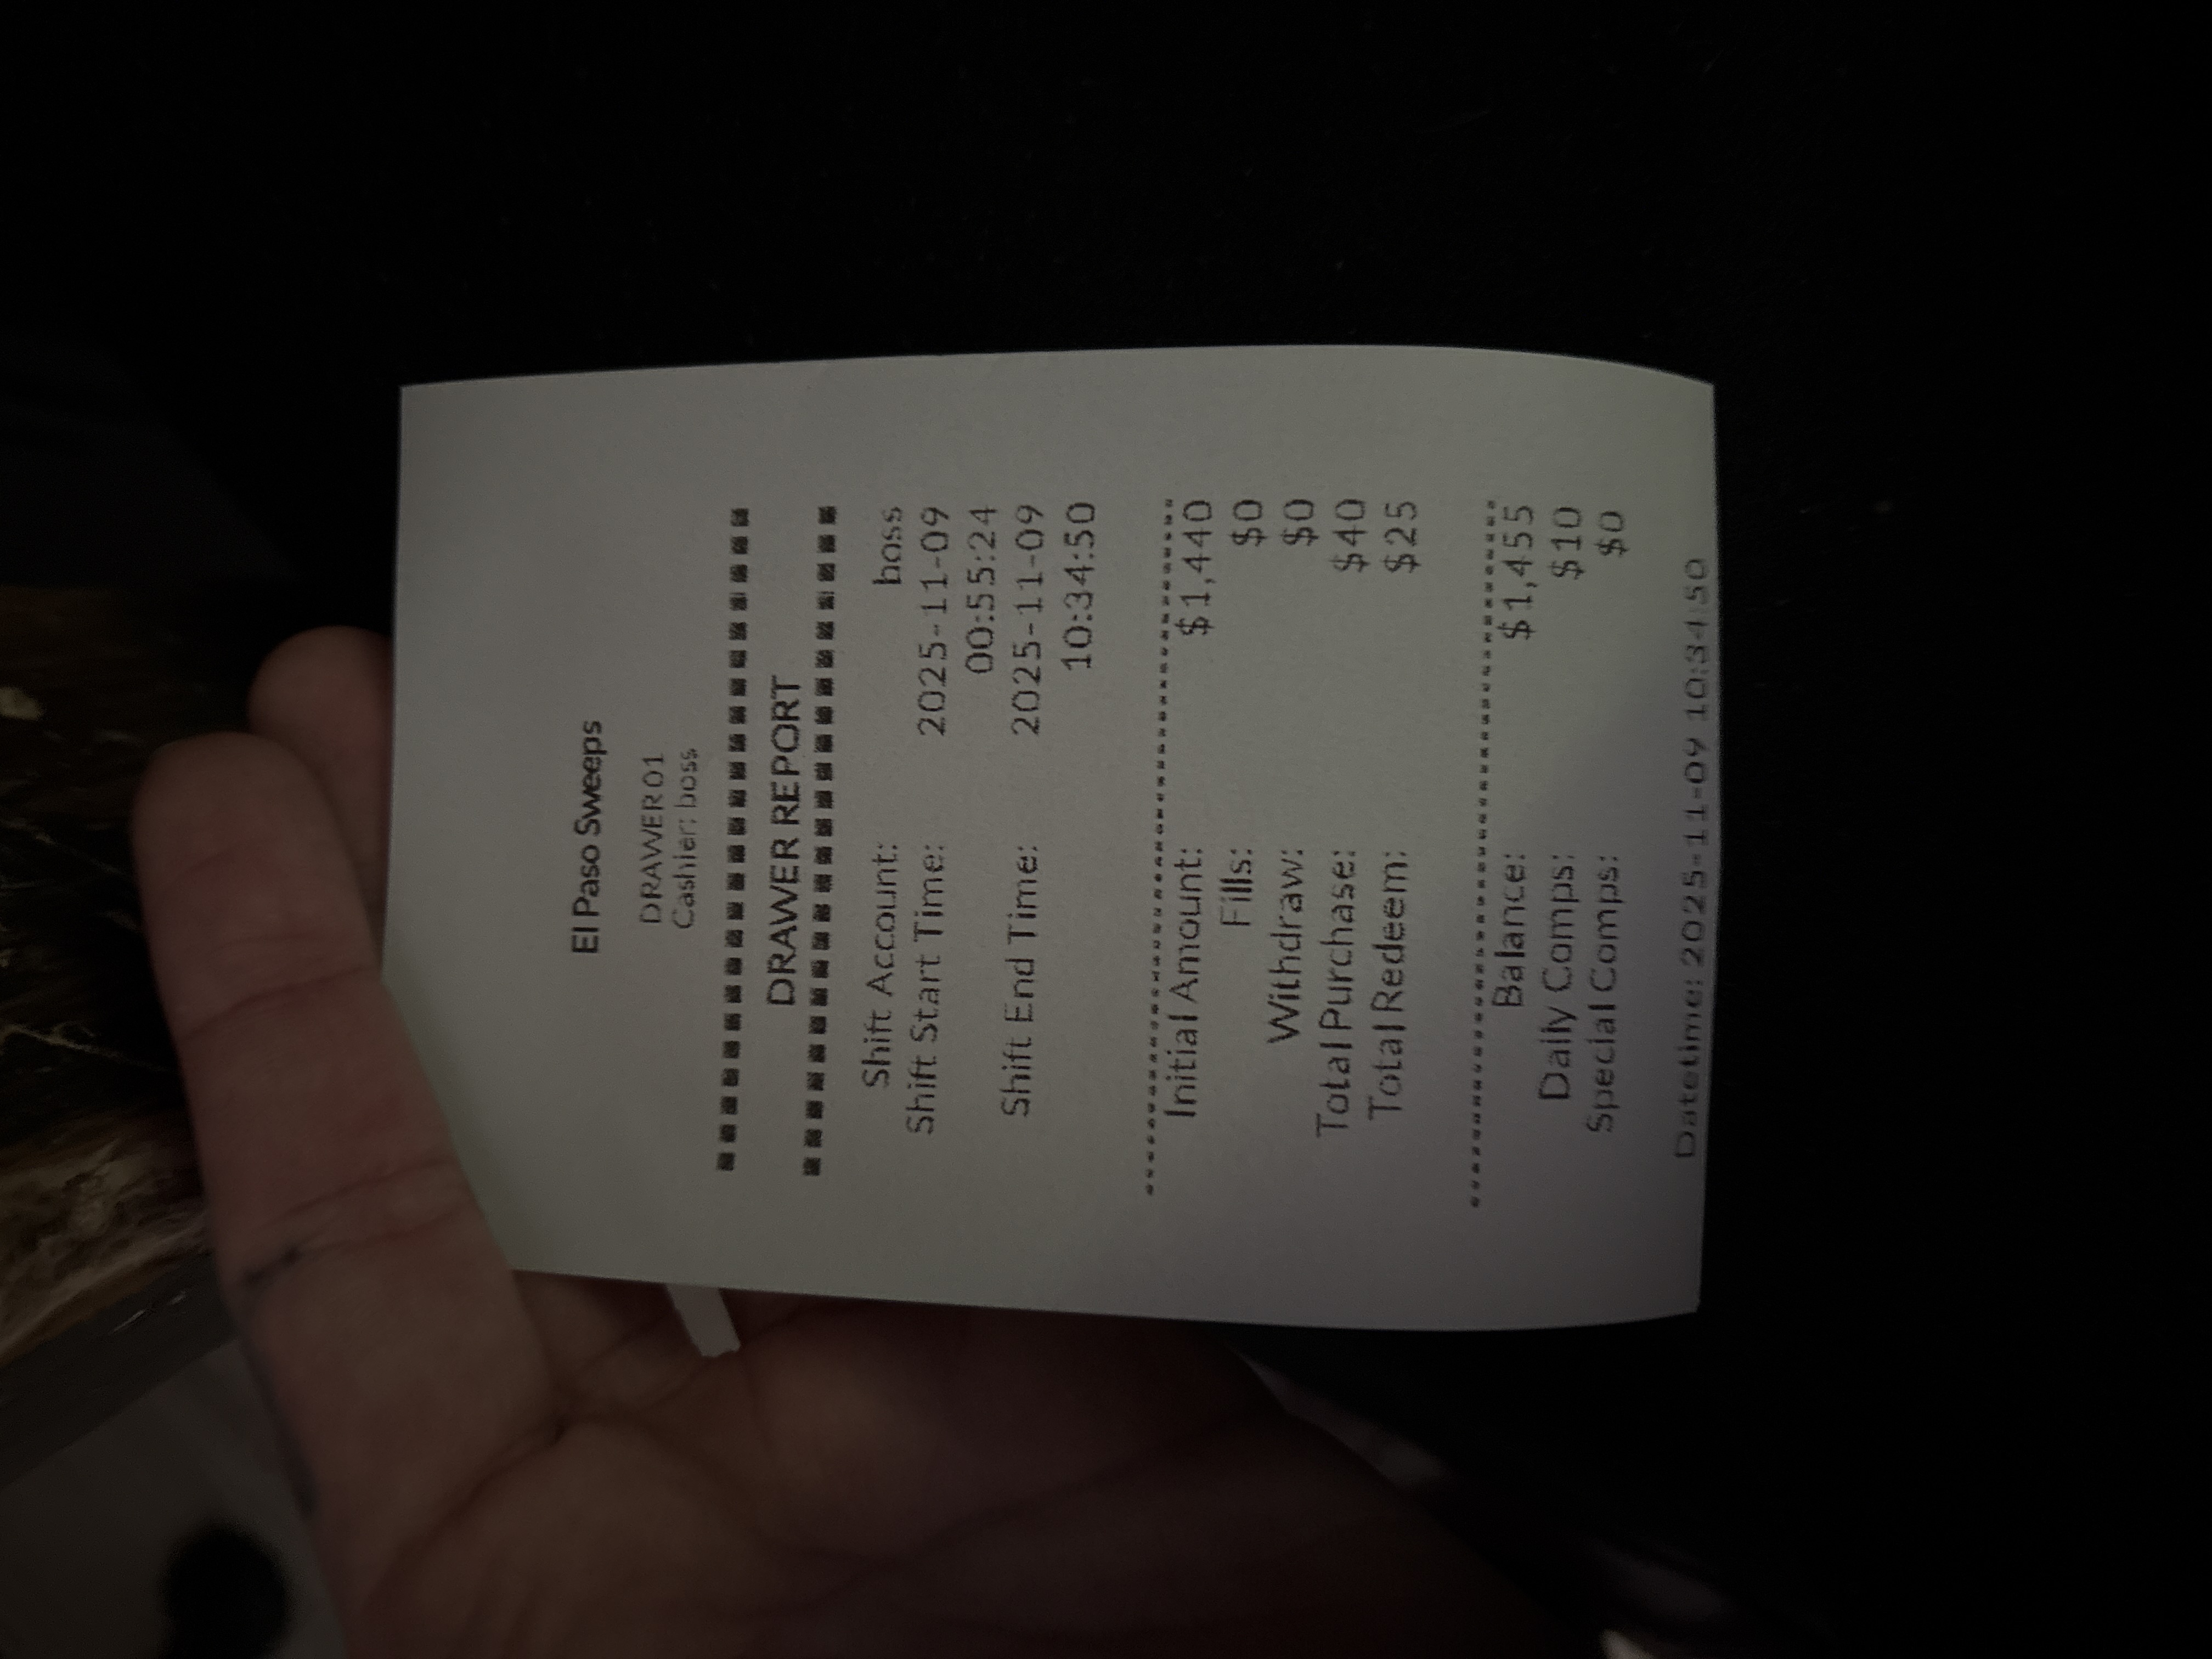 El Paso Sweeps
DRAWER01
Cashier: boss
DRAWER REPORT
Shift Account: boss
Shift Start Time: 2025-11-09
00:55:24
Shift End Time: 2025-11-09
10:34:50
Initial Amount: $1,440
Fills: $0
Withdraw: $0
Total Purchase: $40
Total Redeem: $25
Balance: $1,455
Daily Comps: $10
Special Comps: $0
Datetime: 2025-11-09 10:34:50